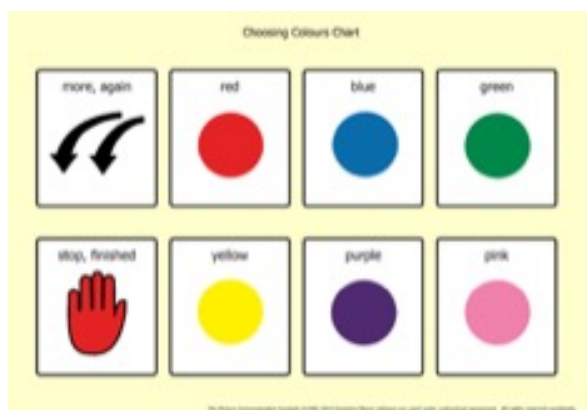 Choosing Colours Chart
more, again
red
blue
green
stop, finished
yellow
purple
pink